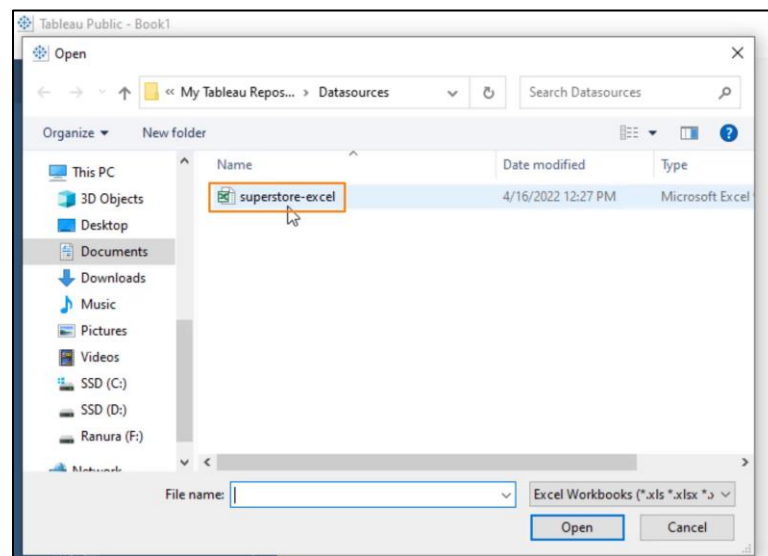 Tableau Public - Book1
Open
« My Tableau Repos... > Datasources
Search Datasources
Organize
New folder
Name
Date modified
Type
This PC
3D Objects
Desktop
Documents
Downloads
Music
Pictures
Videos
SSD (C:)
SSD (D:)
Ranura (F:)
Network
superstore-excel
4/16/2022 12:27 PM
Microsoft Excel
File name:
Excel Workbooks (*.xls *.xlsx *.
Open
Cancel